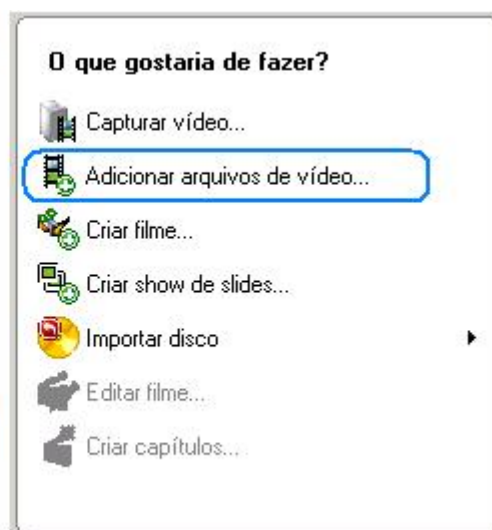 O que gostaria de fazer?
Capturar vídeo...
Adicionar arquivos de vídeo...
Criar filme...
Criar show de slides...
Importar disco
Editar filme...
Criar capítulos...